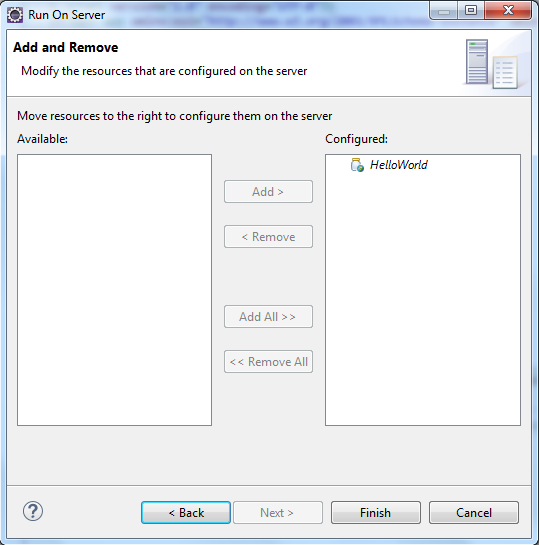 Run On Server
Add and Remove
Modify the resources that are configured on the server
Move resources to the right to configure them on the server
Available:
Configured:
HelloWorld
Add >
< Remove
Add All >>
<< Remove All
?
< Back
Next >
Finish
Cancel